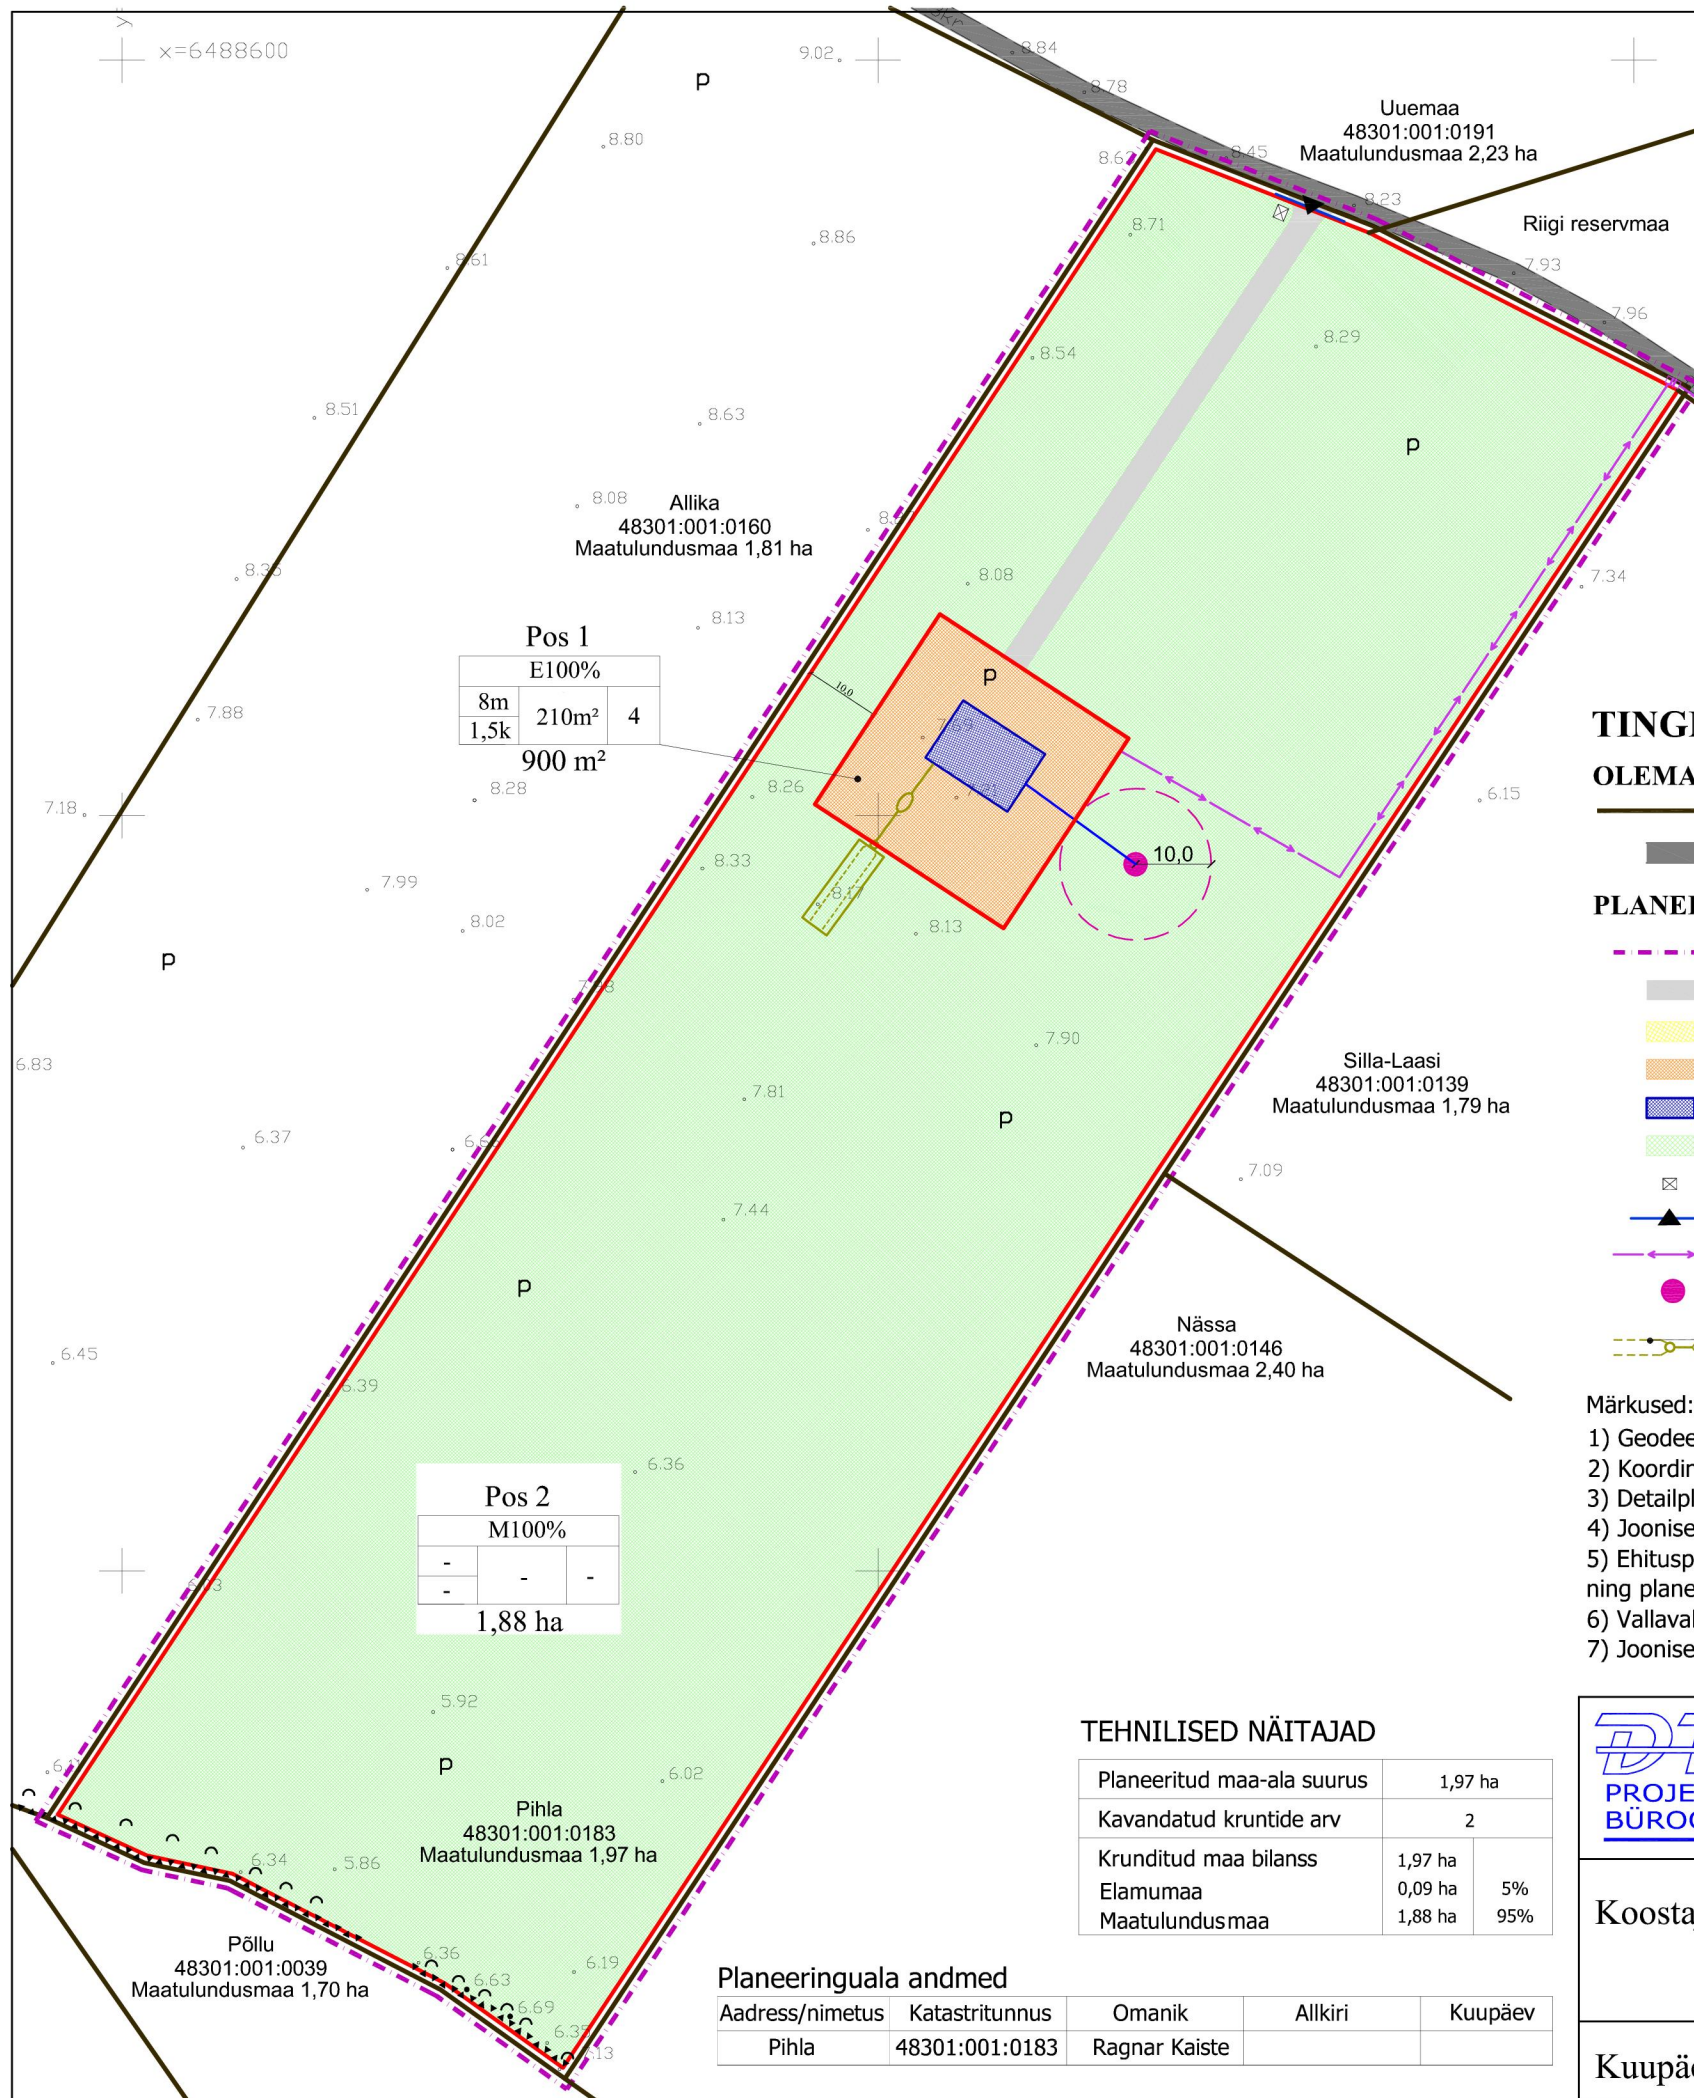 x=6488600
9.02
8.84
8.78
8.80
8.45
8.71
8.23
Uuemaa
48301:001:0191
Maatulundusmaa 2,23 ha
Riigi reservmaa
7.93
7.96
8.86
8.61
8.54
8.29
8.51
8.63
p
p
8.08
Allika
48301:001:0160
Maatulundusmaa 1,81 ha
8.08
7.34
8.13
Pos 1
E100%
8m
1,5k
210m²
4
900 m²
10,0
p
7.88
7.18
8.28
8.26
8.33
8.17
8.13
10,0
6.15
7.99
8.02
p
6.83
7.90
7.81
6.37
p
Silla-Laasi
48301:001:0139
Maatulundusmaa 1,79 ha
7.09
7.44
p
Nässa
48301:001:0146
Maatulundusmaa 2,40 ha
6.45
6.39
6.36
Pos 2
M100%
-
-
-
-
1,88 ha
5.92
p
6.02
Pihla
48301:001:0183
Maatulundusmaa 1,97 ha
6.34
5.86
Põllu
48301:001:0039
Maatulundusmaa 1,70 ha
6.36
6.63
6.69
6.19
OLEMA
PLANE
Märkused:
1) Geodee
2) Koordin
3) Detailpl
4) Joonise
5) Ehitusp
ning plane
6) Vallaval
7) Joonise
TEHNILISED NÄITAJAD
Planeeritud maa-ala suurus 1,97 ha
Kavandatud kruntide arv 2
Krunditud maa bilanss 1,97 ha
Elamumaa 0,09 ha 5%
Maatulundusmaa 1,88 ha 95%
Planeeringuala andmed
Aadress/nimetus Katastritunnus Omanik Allkiri Kuupäev
Pihla 48301:001:0183 Ragnar Kaiste
PROJE
BÜROO
Koosta
Kuupäe